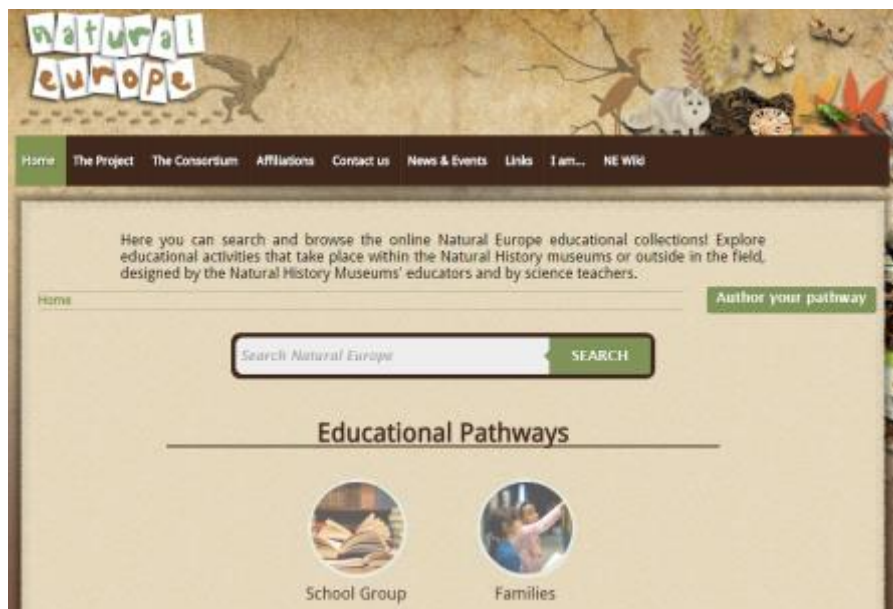 natural
europe
Home The Project The Consortium Affiliations Contact us News & Events Links I am... NE Wiki
Here you can search and browse the online Natural Europe educational collections! Explore
educational activities that take place within the Natural History museums or outside in the field,
designed by the Natural History Museums' educators and by science teachers.
Home
Author your pathway
Search Natural Europe SEARCH
Educational Pathways
School Group Families